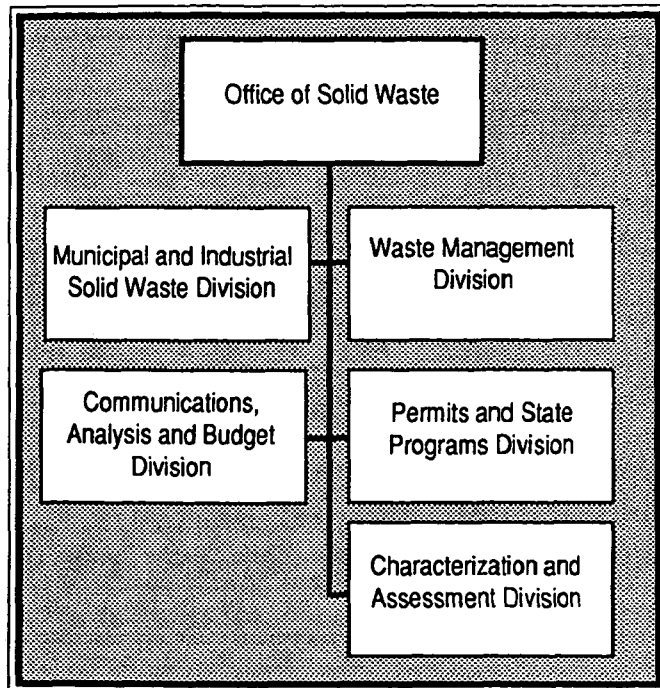 Office of Solid Waste
Municipal and Industrial
Solid Waste Division
Waste Management
Division
Communications,
Analysis and Budget
Division
Permits and State
Programs Division
Characterization and
Assessment Division